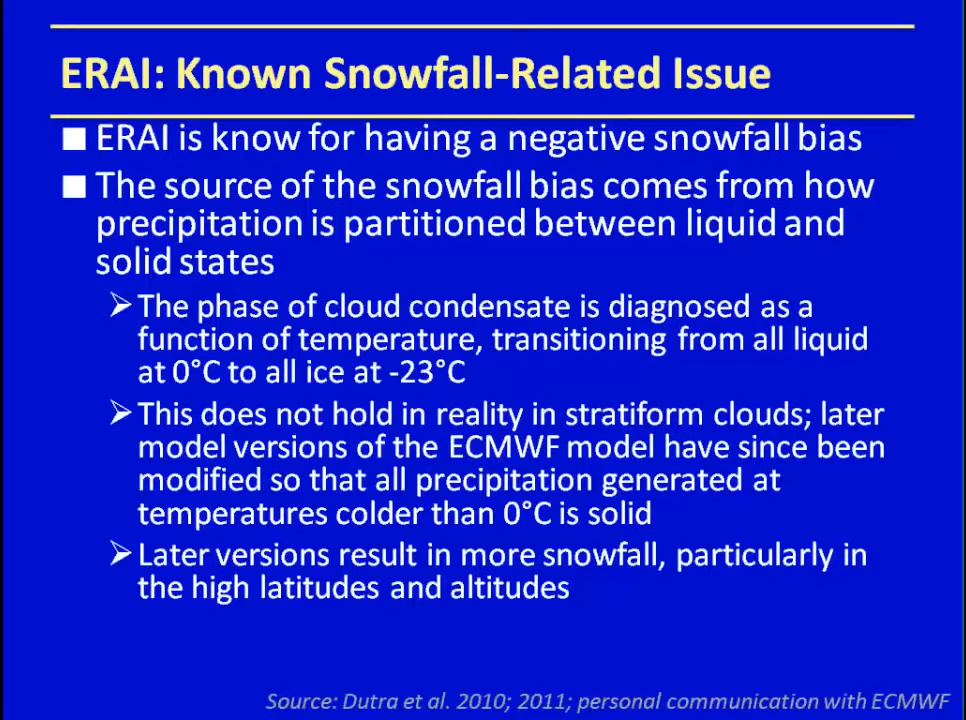 ERAI: Known Snowfall-Related Issue
■ ERAI is know for having a negative snowfall bias
■ The source of the snowfall bias comes from how
precipitation is partitioned between liquid and
solid states
➢ The phase of cloud condensate is diagnosed as a
function of temperature, transitioning from all liquid
at 0°C to all ice at -23°C
➢ This does not hold in reality in stratiform clouds; later
model versions of the ECMWF model have since been
modified so that all precipitation generated at
temperatures colder than 0°C is solid
➢ Later versions result in more snowfall, particularly in
the high latitudes and altitudes
Source: Dutra et al. 2010; 2011; personal communication with ECMWF